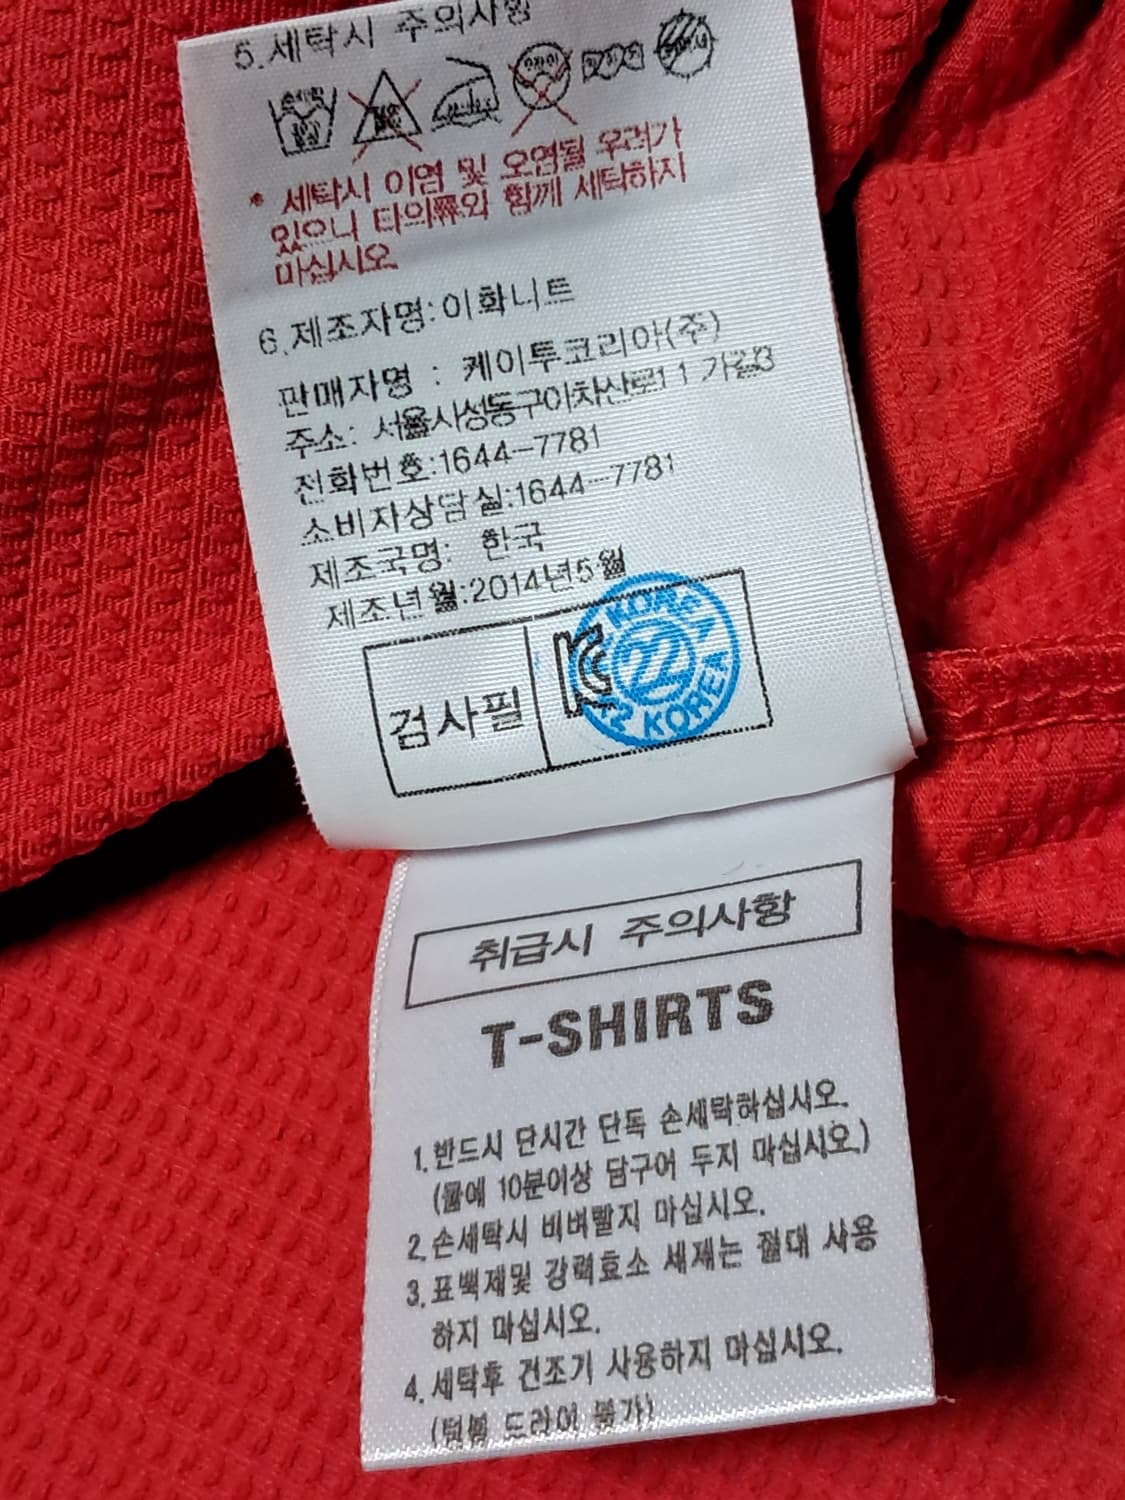 5.세탁시 주의사항
* 세탁시 이염 및 오염될 우려가
있으니 타의류와 함께 세탁하지
마십시오.
6.제조자명:이화니트
판매자명 : 케이투코리아(주)
주소: 서울시성동구아차산로11 가길3
전화번호:1644-7781
소비자상담실:1644-7781
제조국명: 한국
제조년월:2014년5월
검사필
KC
KOREA
K2 KOREA
취급시 주의사항
T-SHIRTS
1.반드시 단시간 단독 손세탁하십시오.
(물에 10분이상 담구어 두지 마십시오.)
2.손세탁시 비벼빨지 마십시오.
3.표백제및 강력효소 세제는 절대 사용
하지 마십시오.
4.세탁후 건조기 사용하지 마십시오.
(텀블 드라이 불가)